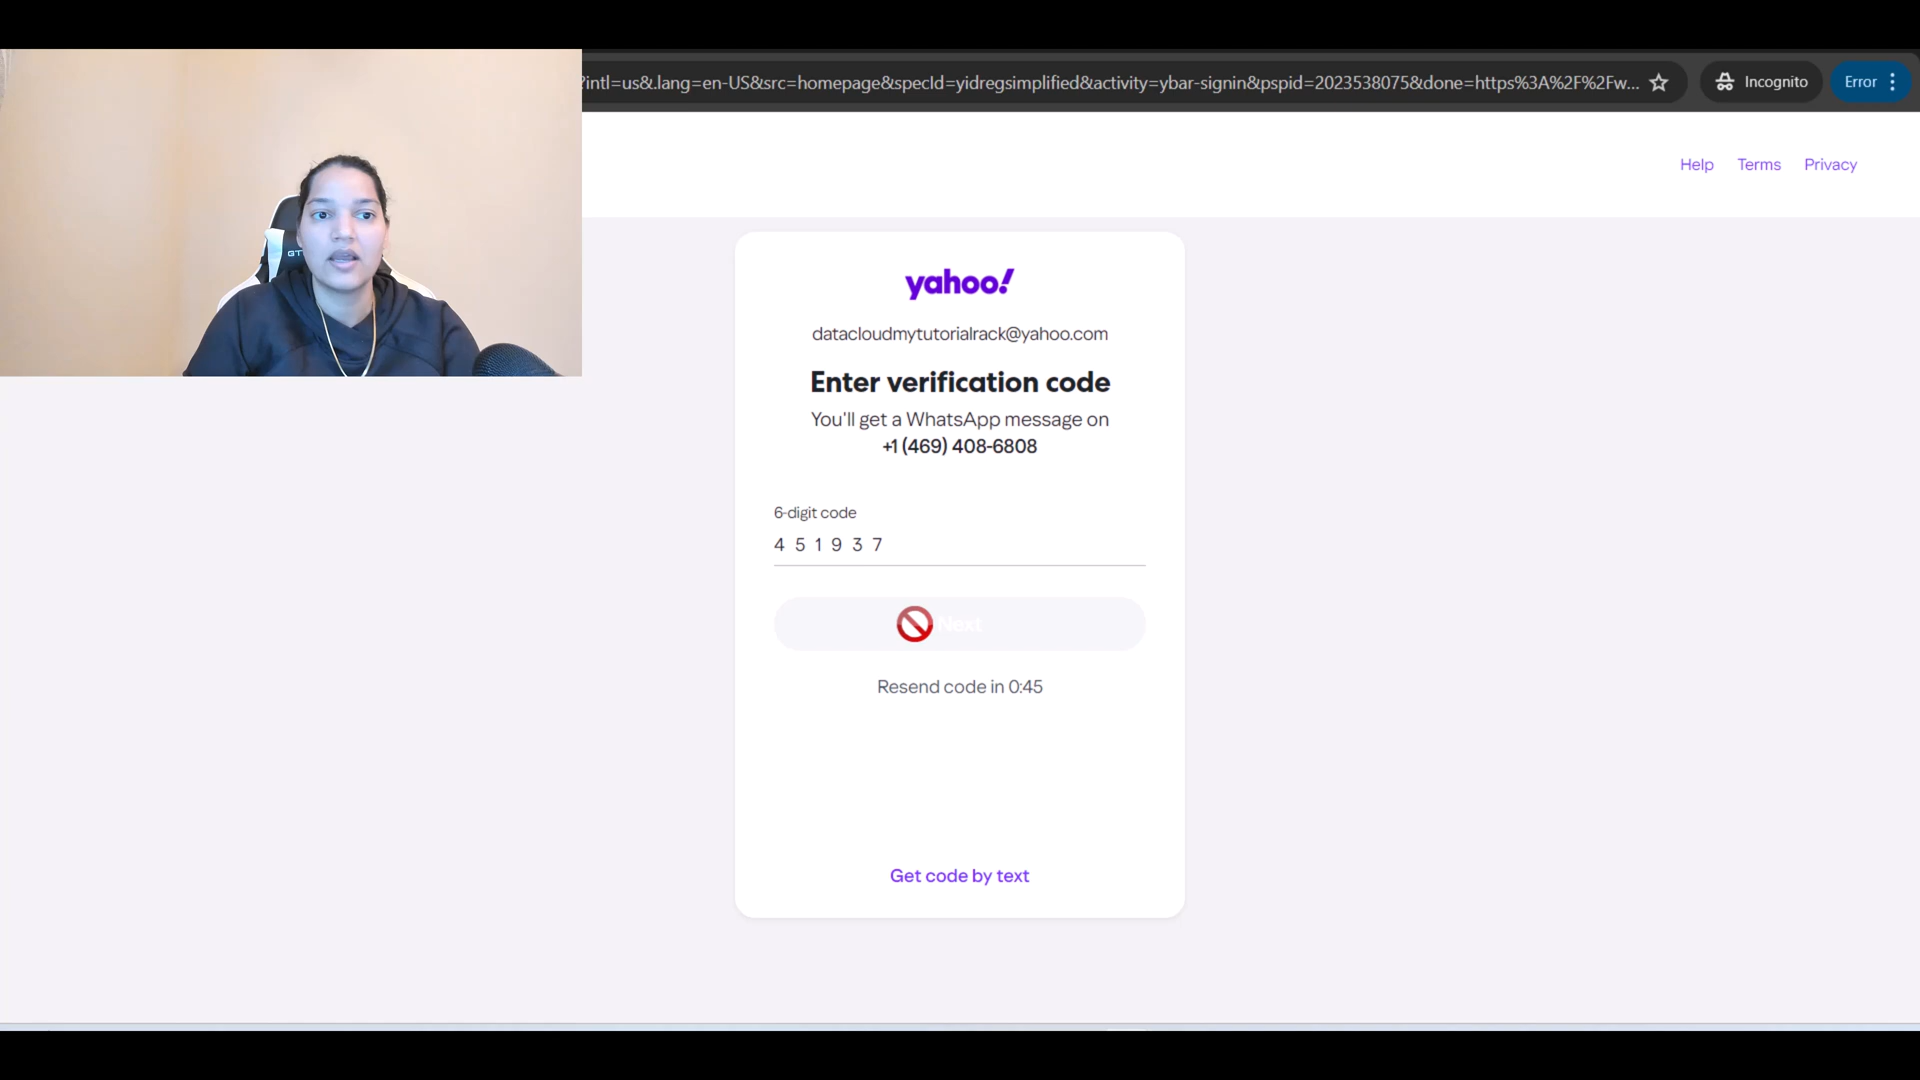 ?intl=us&.lang=en-US&src=homepage&specId=yidregsimplified&activity=ybar-signin&pspid=2023538075&done=https%3A%2F%2Fw...
Incognito
Error
Help Terms Privacy
GT
yahoo!
datacloudmytutorialrack@yahoo.com
Enter verification code
You'll get a WhatsApp message on
+1 (469) 408-6808
6-digit code
4 5 1 9 3 7
Next
Resend code in 0:45
Get code by text